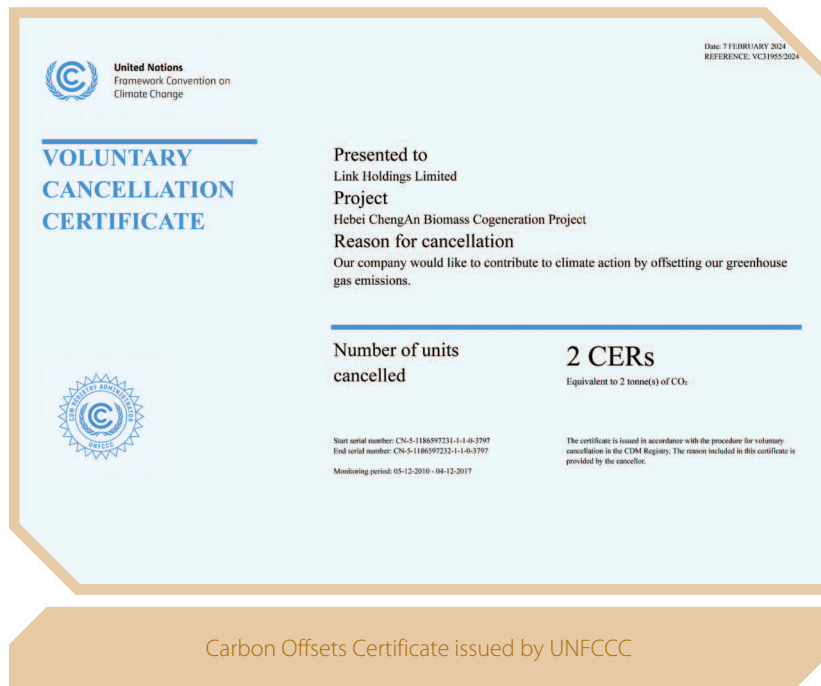 Date: 7 FEBRUARY 2024
REFERENCE: VC31955/2024
United Nations
Framework Convention on
Climate Change
VOLUNTARY
CANCELLATION
CERTIFICATE
Presented to
Link Holdings Limited
Project
Hebei ChengAn Biomass Cogeneration Project
Reason for cancellation
Our company would like to contribute to climate action by offsetting our greenhouse
gas emissions.
Number of units
cancelled
2 CERs
Equivalent to 2 tonne(s) of CO₂
CDM REGISTRY ADMINISTRATOR
UNFCCC
Start serial number: CN-5-1186597231-1-1-0-3797
End serial number: CN-5-1186597232-1-1-0-3797
Monitoring period: 05-12-2010 - 04-12-2017
The certificate is issued in accordance with the procedure for voluntary
cancellation in the CDM Registry. The reason included in this certificate is
provided by the cancellor.
Carbon Offsets Certificate issued by UNFCCC